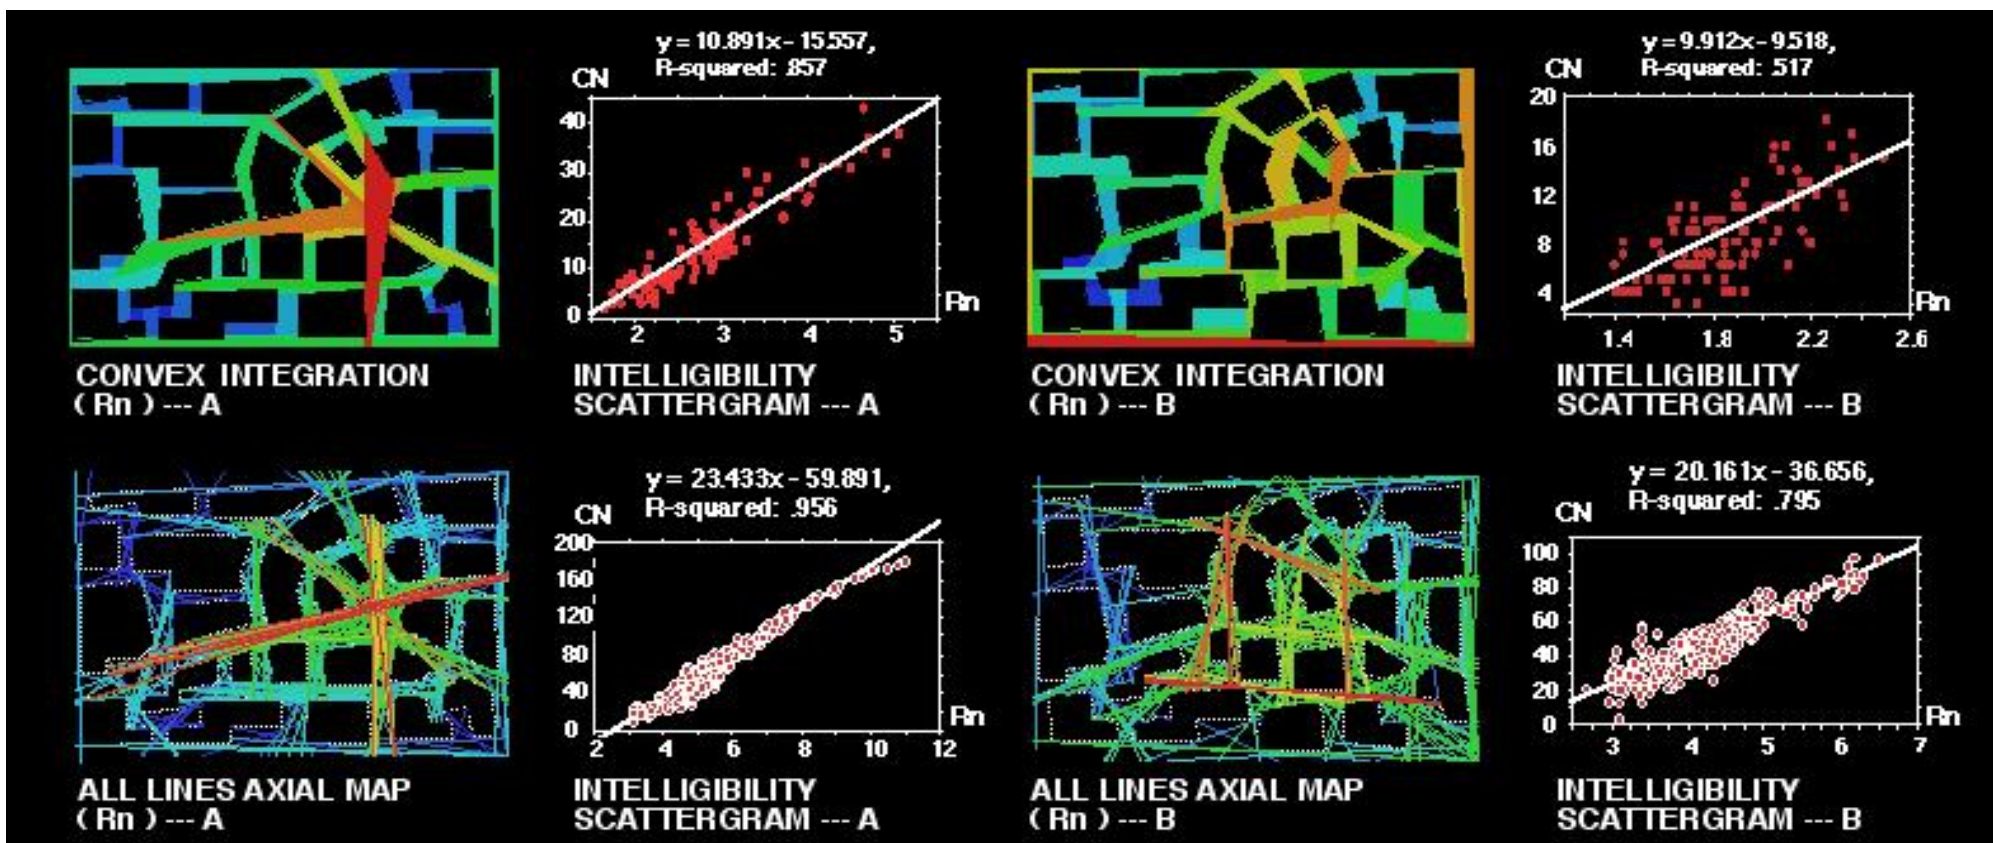 y = 10.891x - 15.557,
R-squared: .857
CN
40
30
20
10
0
2 3 4 5
Rn
CONVEX INTEGRATION
( Rn ) --- A
INTELLIGIBILITY
SCATTERGRAM --- A
y = 9.912x - 9.518,
R-squared: .517
CN
20
16
12
8
4
1.4 1.8 2.2 2.6
Rn
CONVEX INTEGRATION
( Rn ) --- B
INTELLIGIBILITY
SCATTERGRAM --- B
y = 23.433x - 59.891,
R-squared: .956
CN
200
160
120
80
40
0
2 4 6 8 10 12
Rn
ALL LINES AXIAL MAP
( Rn ) --- A
INTELLIGIBILITY
SCATTERGRAM --- A
y = 20.161x - 36.656,
R-squared: .795
CN
100
80
60
40
20
0
3 4 5 6 7
Rn
ALL LINES AXIAL MAP
( Rn ) --- B
INTELLIGIBILITY
SCATTERGRAM --- B